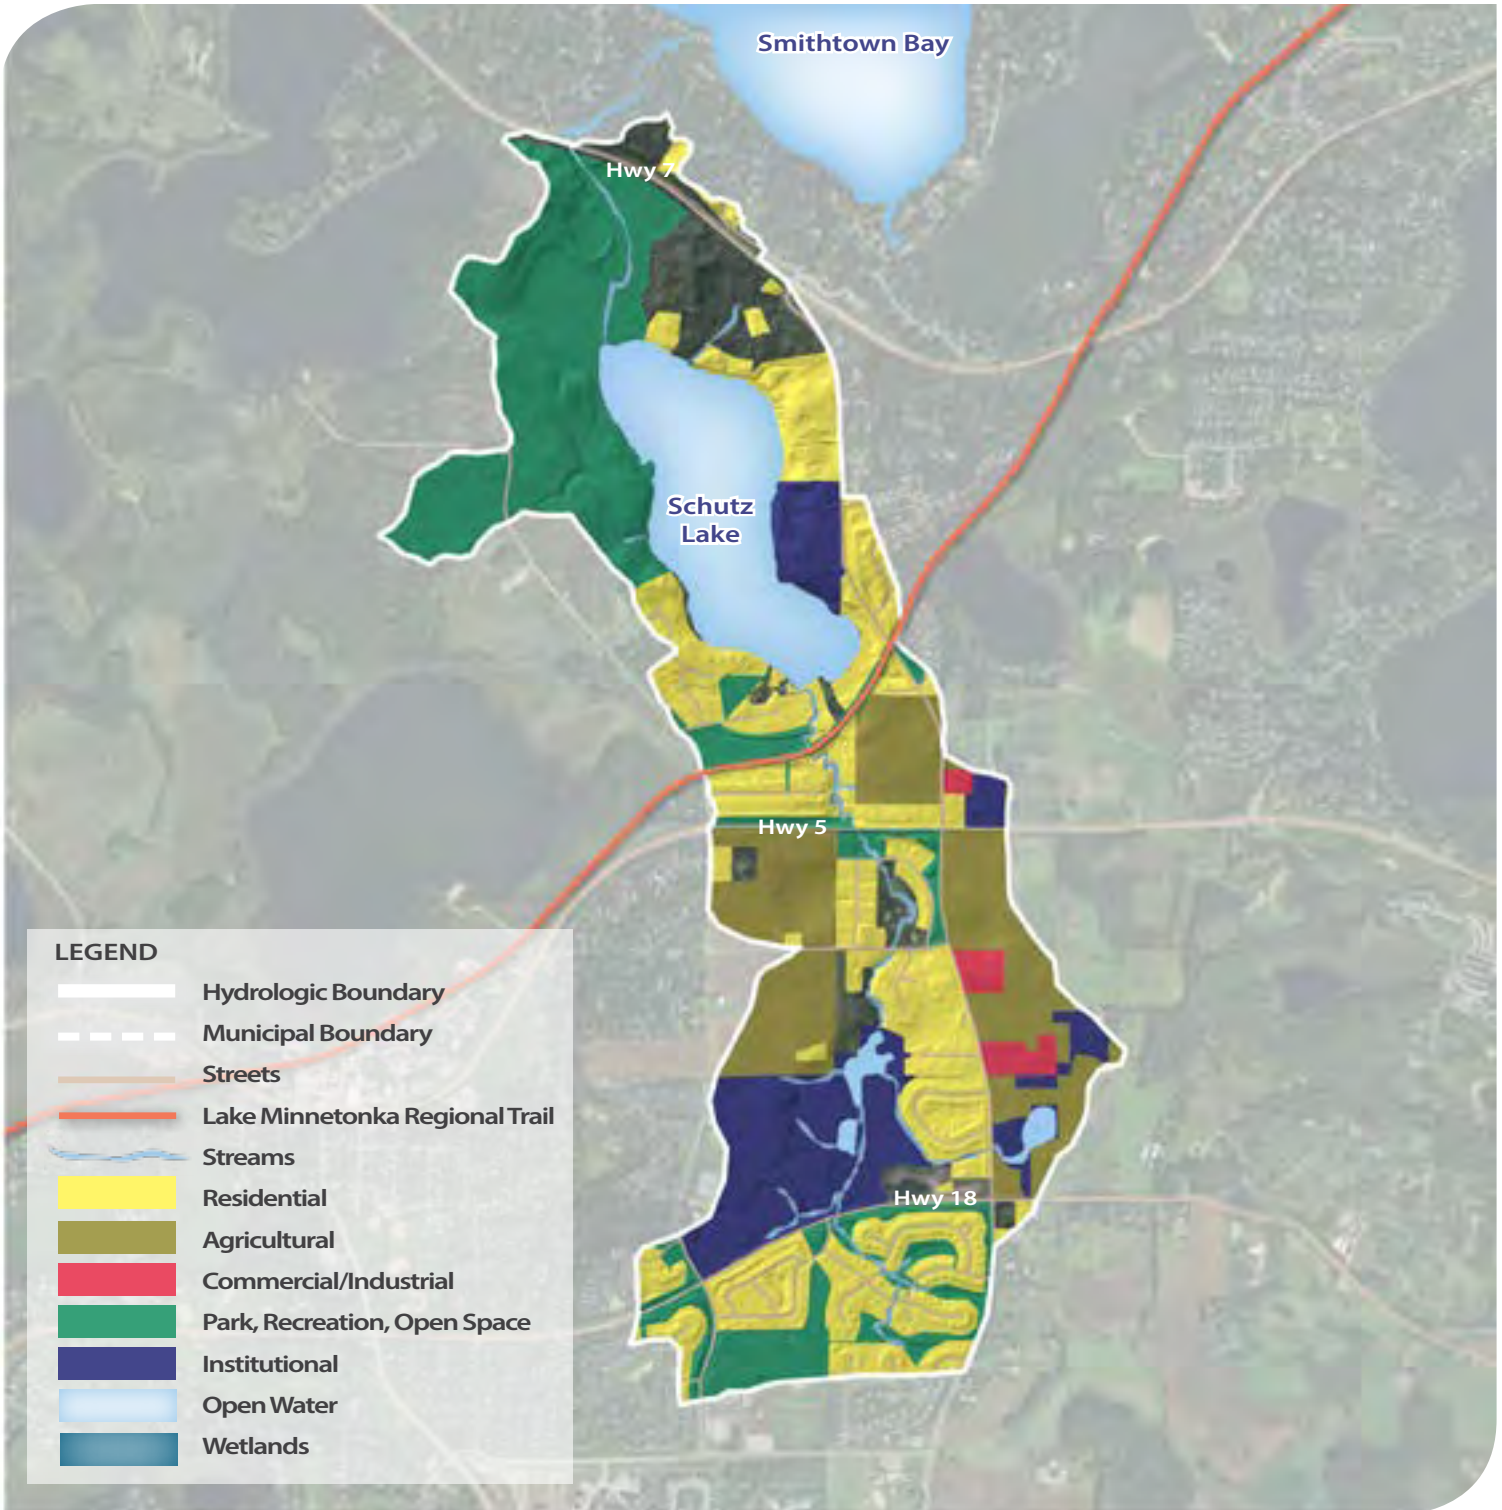 Smithtown Bay
Hwy 7
Schutz
Lake
Hwy 5
Hwy 18
LEGEND
Hydrologic Boundary
Municipal Boundary
Streets
Lake Minnetonka Regional Trail
Streams
Residential
Agricultural
Commercial/Industrial
Park, Recreation, Open Space
Institutional
Open Water
Wetlands